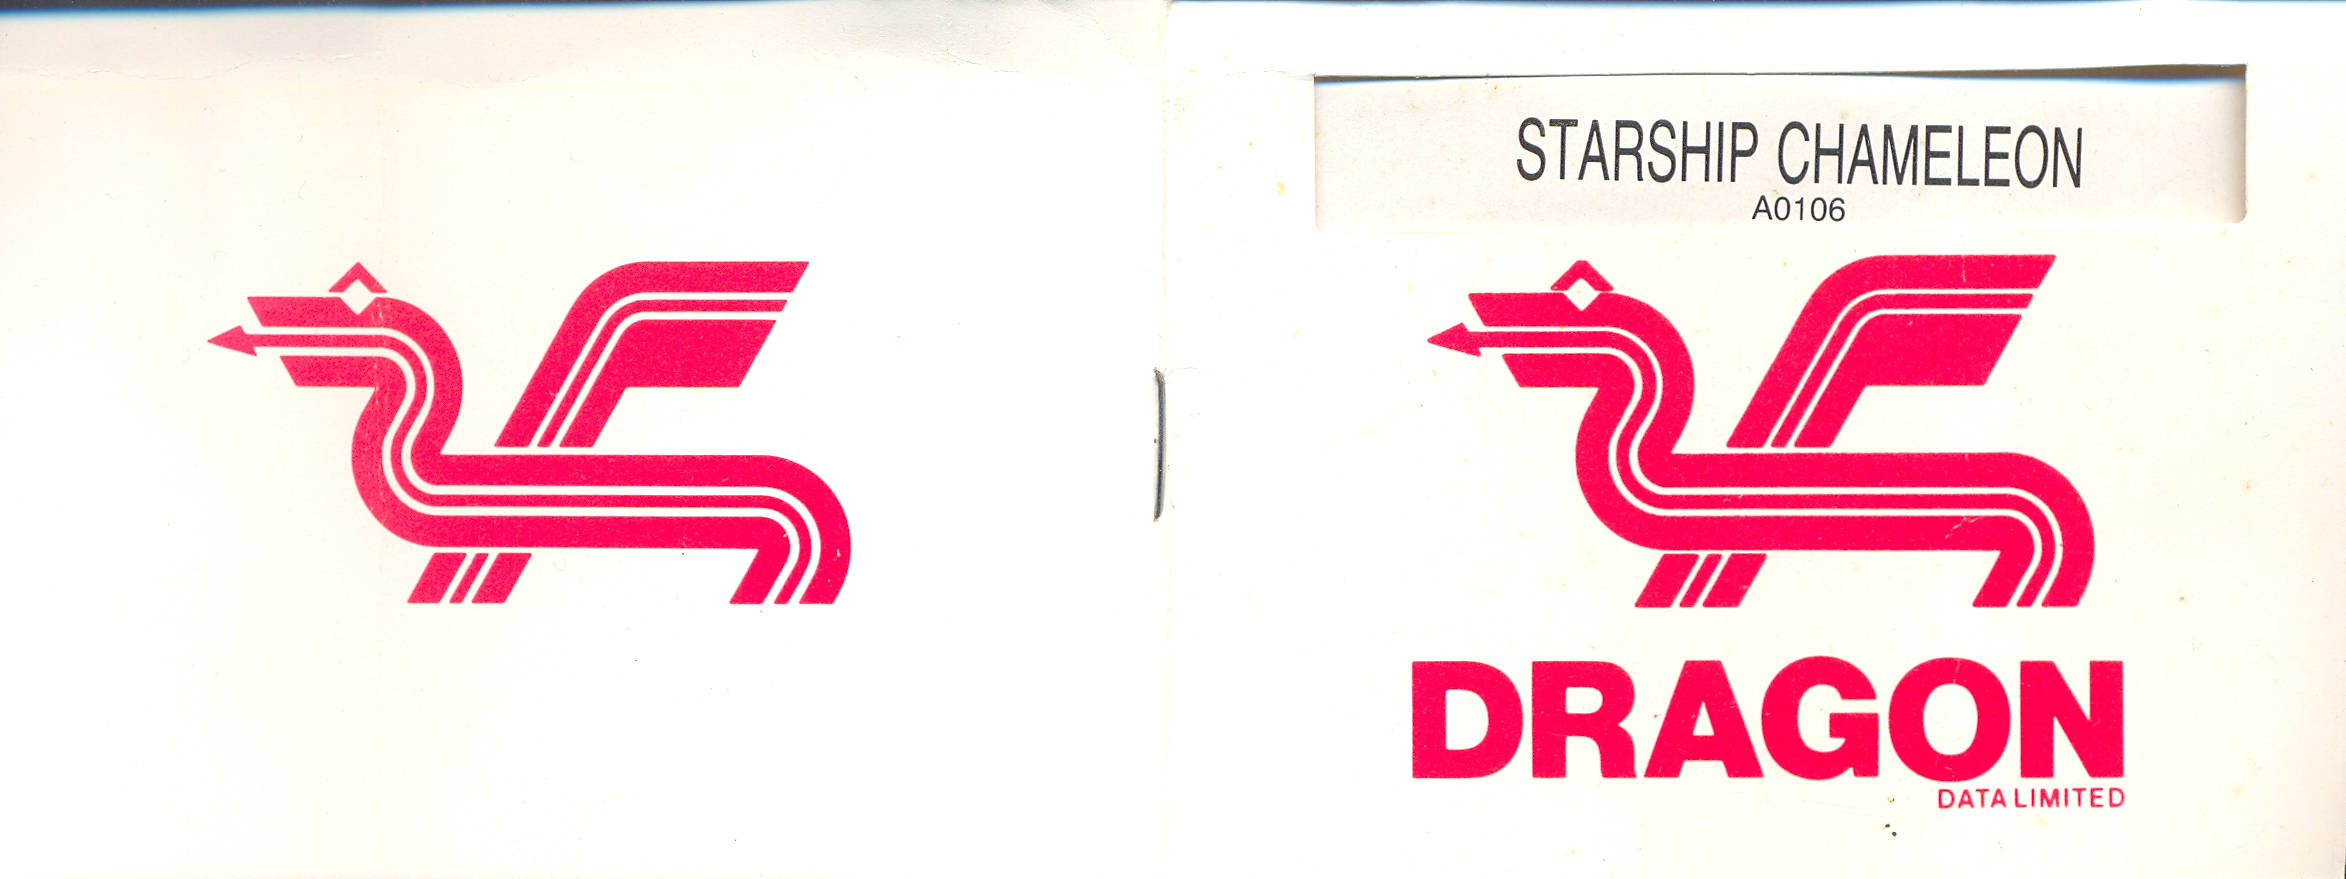 STARSHIP CHAMELEON
A0106
DRAGON
DATA LIMITED